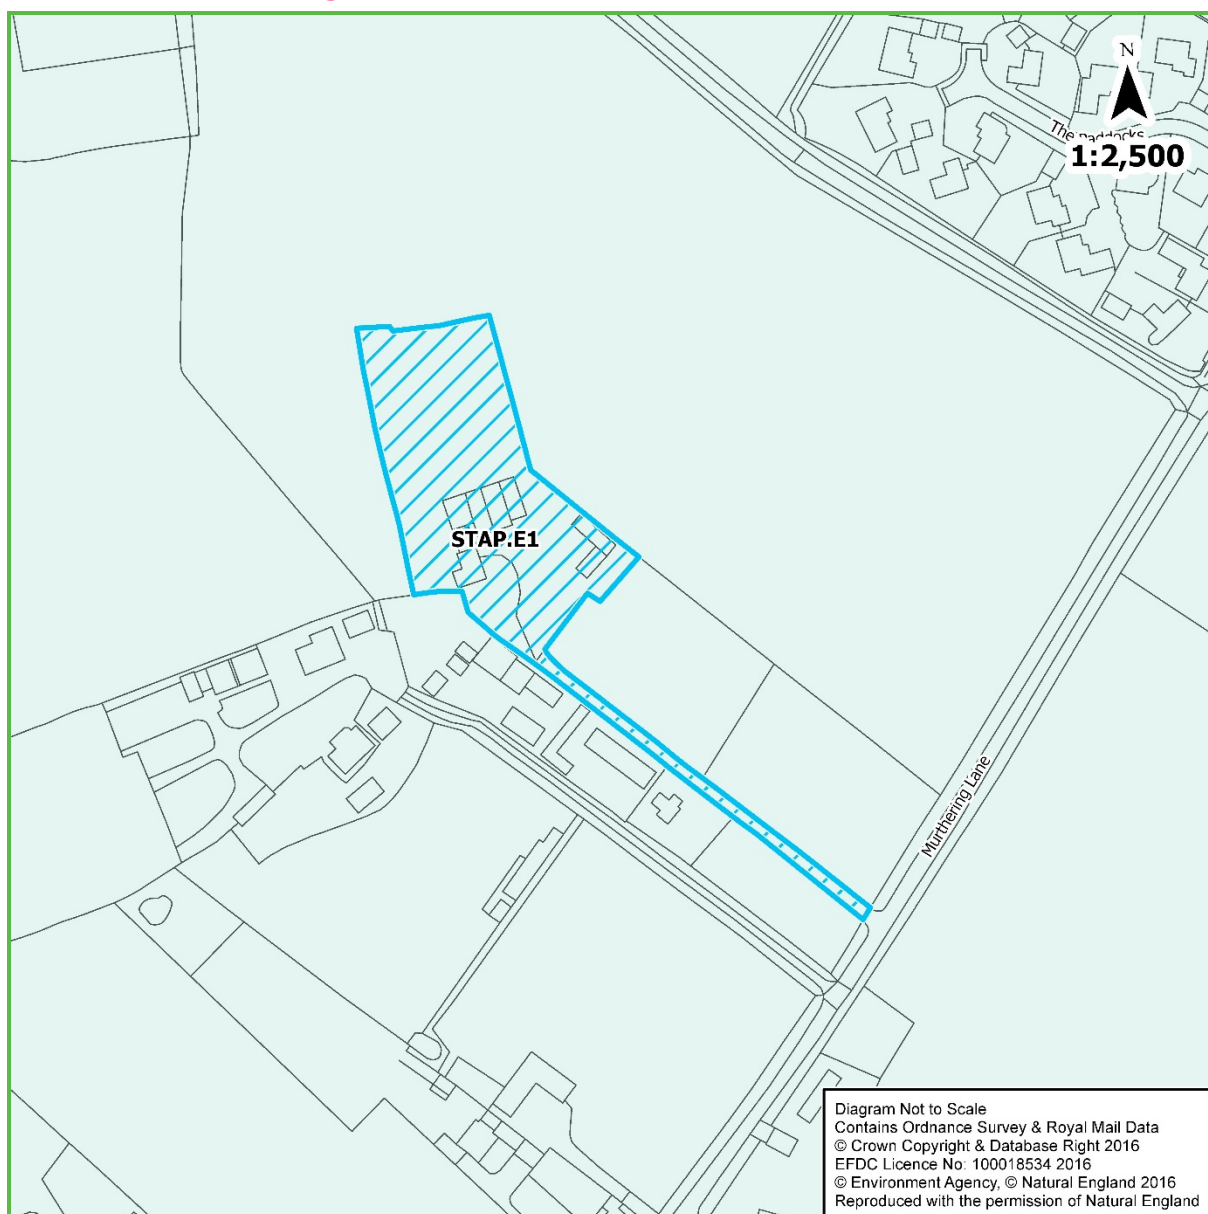 N
The Paddocks
1:2,500
STAP.E1
Murthering Lane
Diagram Not to Scale
Contains Ordnance Survey & Royal Mail Data
© Crown Copyright & Database Right 2016
EFDC Licence No: 100018534 2016
© Environment Agency, © Natural England 2016
Reproduced with the permission of Natural England